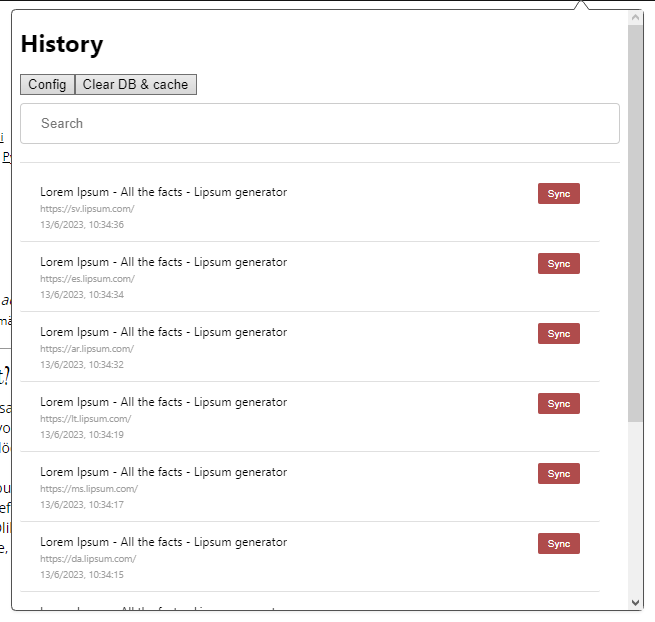 History
Config Clear DB & cache
Search
Lorem Ipsum - All the facts - Lipsum generator Sync
https://sv.lipsum.com/
13/6/2023, 10:34:36
Lorem Ipsum - All the facts - Lipsum generator Sync
https://es.lipsum.com/
13/6/2023, 10:34:34
Lorem Ipsum - All the facts - Lipsum generator Sync
https://ar.lipsum.com/
13/6/2023, 10:34:32
Lorem Ipsum - All the facts - Lipsum generator Sync
https://lt.lipsum.com/
13/6/2023, 10:34:19
Lorem Ipsum - All the facts - Lipsum generator Sync
https://ms.lipsum.com/
13/6/2023, 10:34:17
Lorem Ipsum - All the facts - Lipsum generator Sync
https://da.lipsum.com/
13/6/2023, 10:34:15